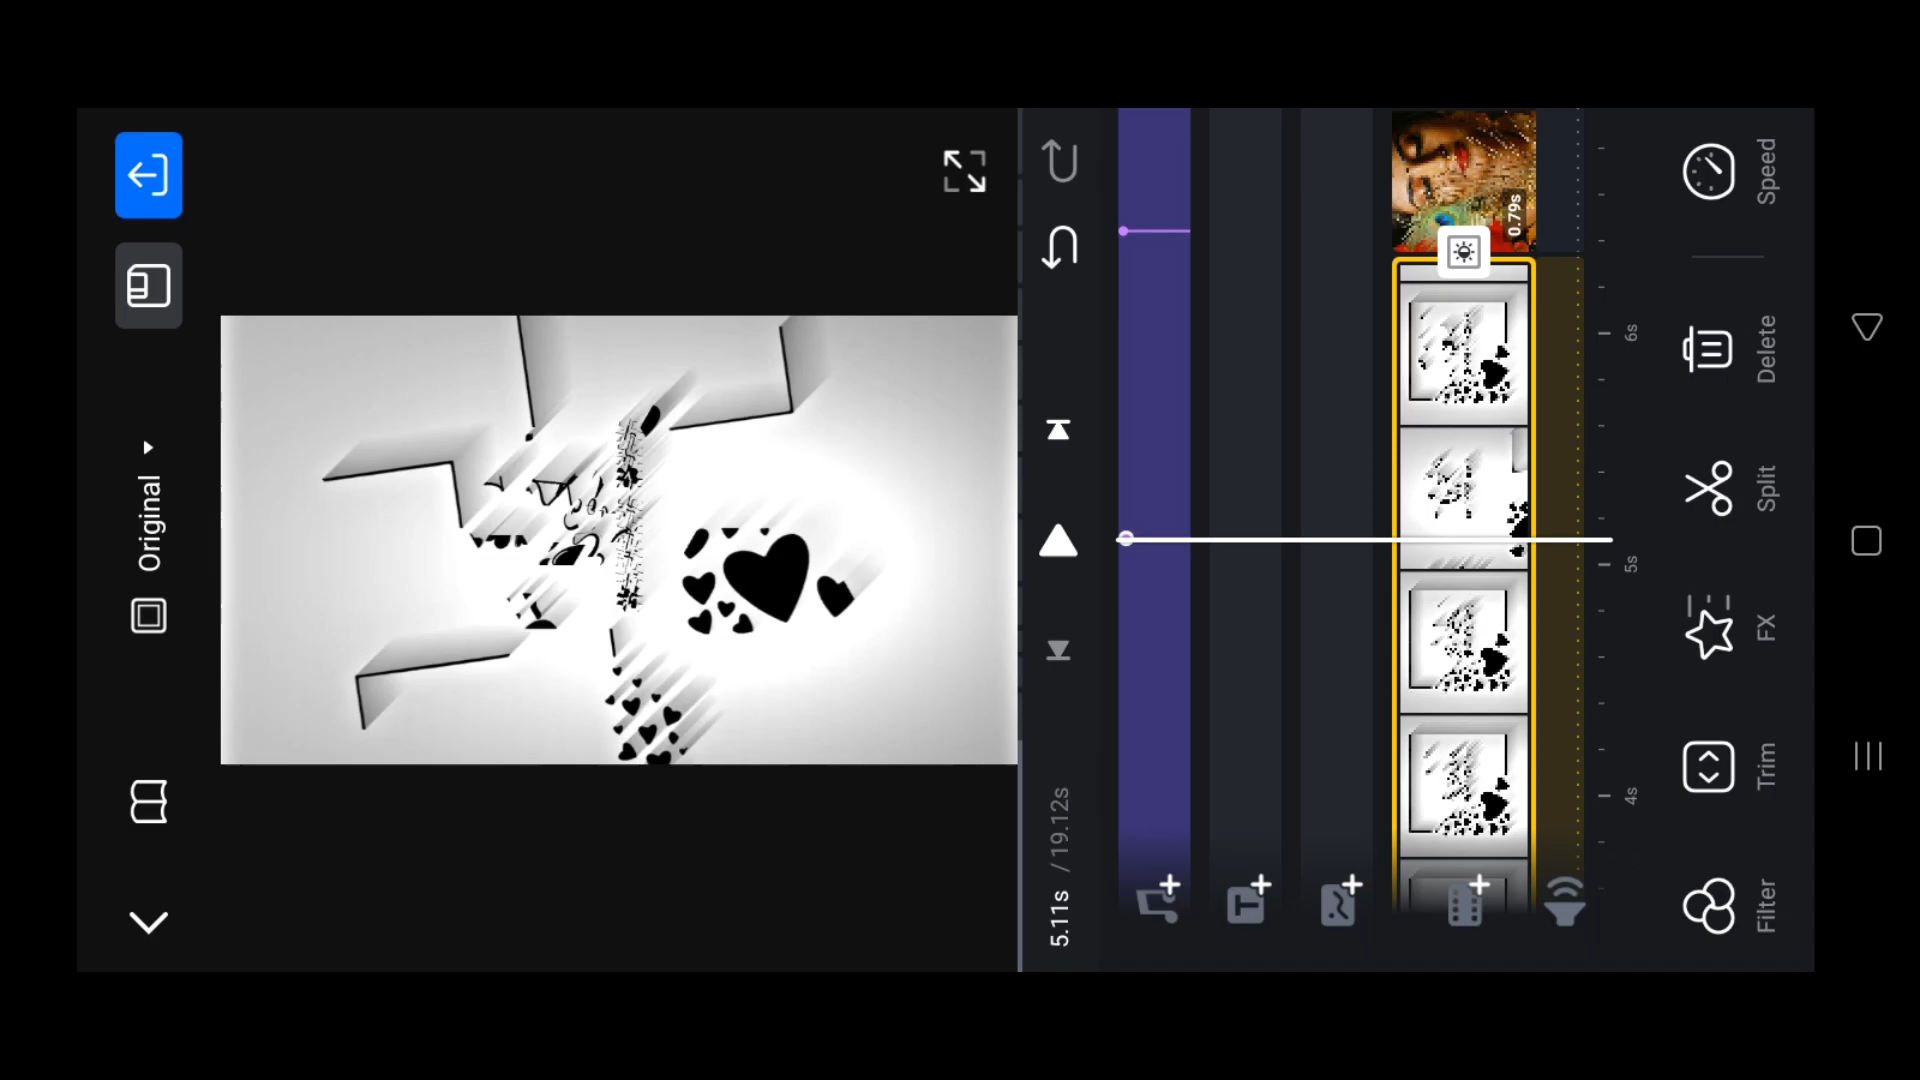 Original
5.11s / 19.12s
0.79s
6s
5s
4s
Filter
Trim
FX
Split
Delete
Speed